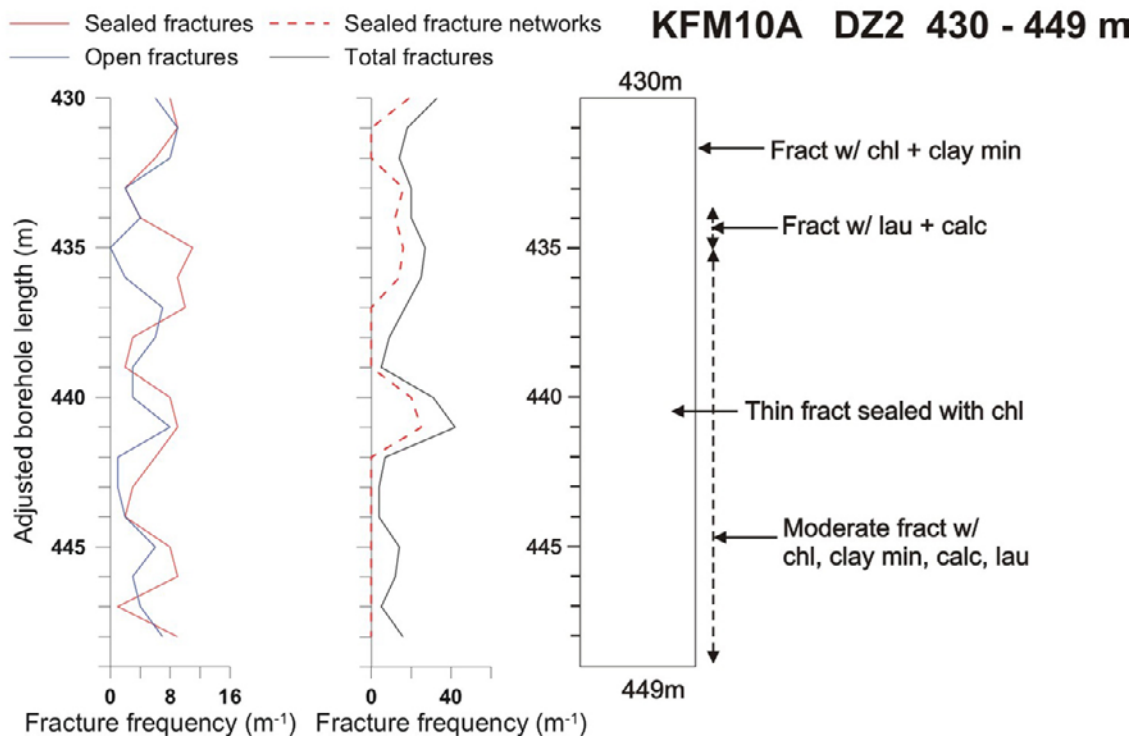 Sealed fractures
Sealed fracture networks
KFM10A DZ2 430 - 449 m
Open fractures
Total fractures
430m
430
435
440
445
Adjusted borehole length (m)
0 8 16
Fracture frequency (m⁻¹)
0 40
Fracture frequency (m⁻¹)
435
440
445
449m
Fract w/ chl + clay min
Fract w/ lau + calc
Thin fract sealed with chl
Moderate fract w/
chl, clay min, calc, lau